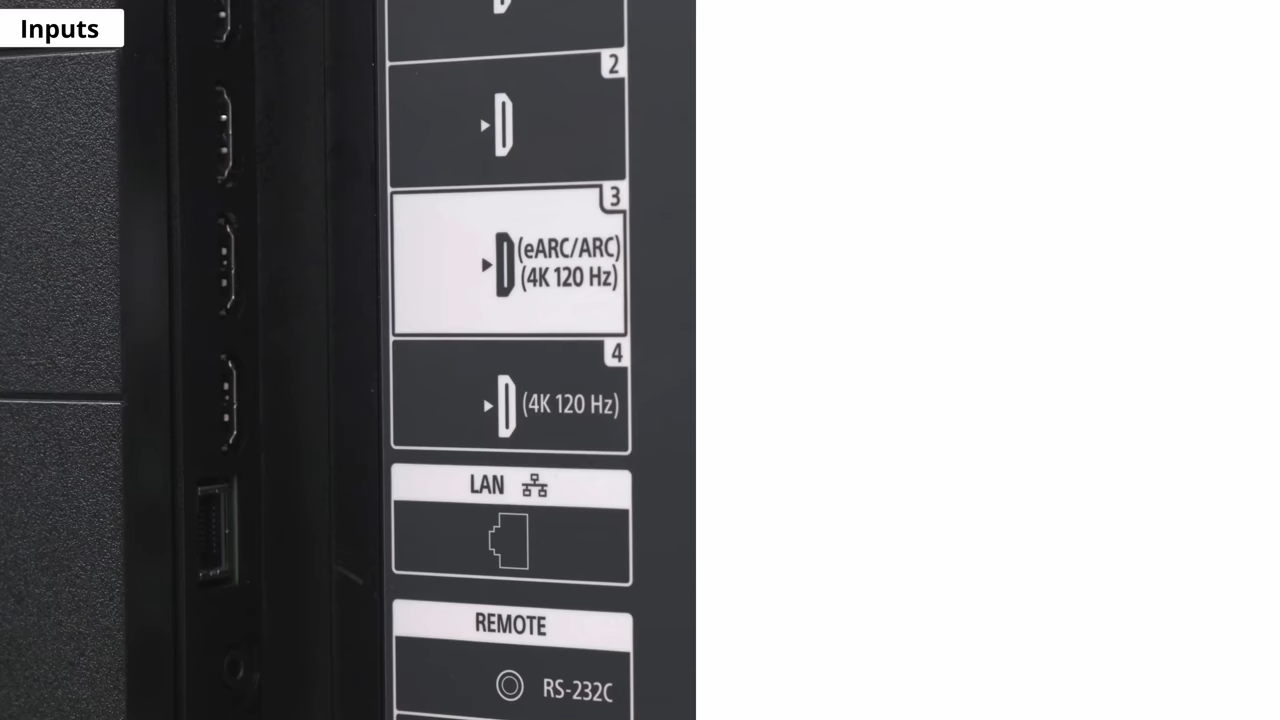 Inputs
2
3
(eARC/ARC)
(4K 120 Hz)
4
(4K 120 Hz)
LAN
REMOTE
RS-232C